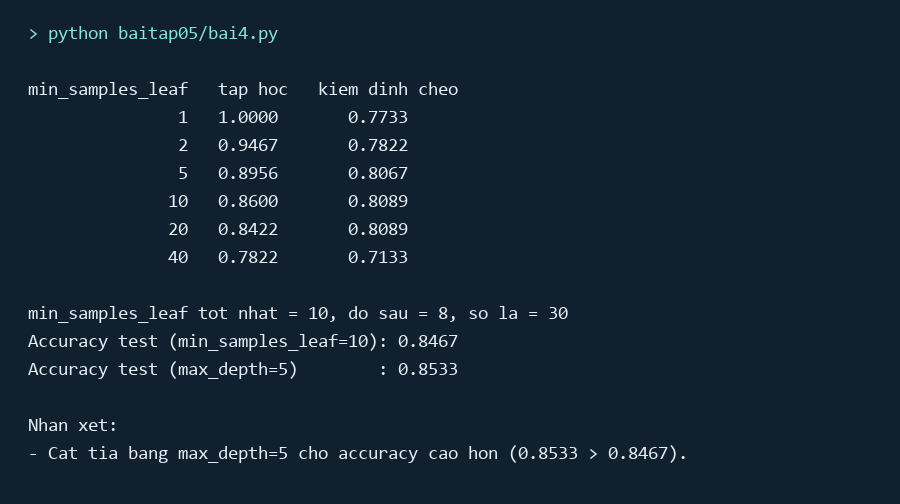 > python baitap05/bai4.py
min_samples_leaf   tap hoc   kiem dinh cheo
               1   1.0000       0.7733
               2   0.9467       0.7822
               5   0.8956       0.8067
              10   0.8600       0.8089
              20   0.8422       0.8089
              40   0.7822       0.7133
min_samples_leaf tot nhat = 10, do sau = 8, so la = 30
Accuracy test (min_samples_leaf=10): 0.8467
Accuracy test (max_depth=5)        : 0.8533
Nhan xet:
- Cat tia bang max_depth=5 cho accuracy cao hon (0.8533 > 0.8467).